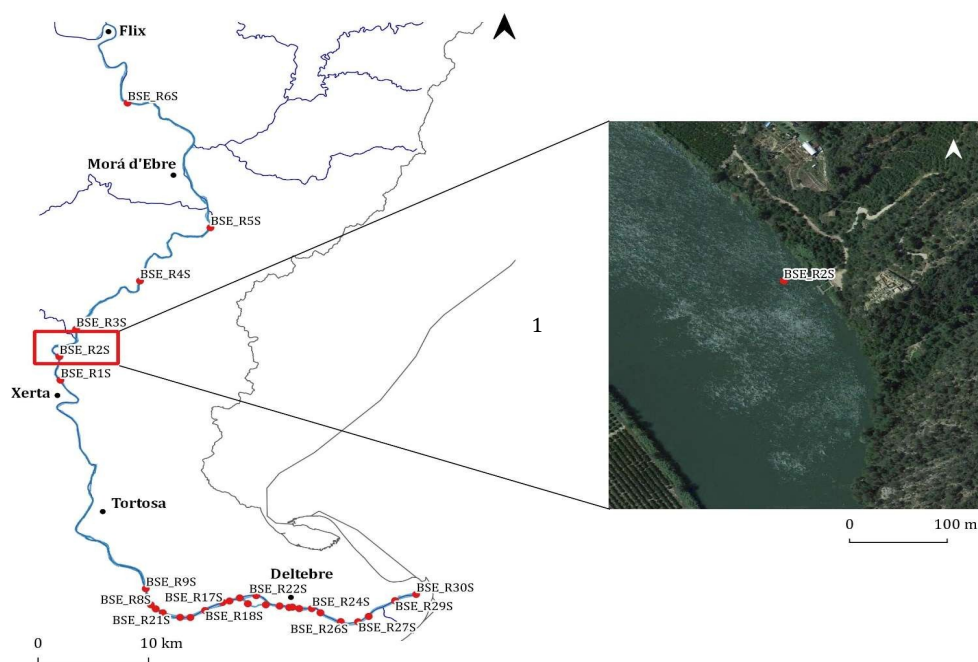 Flix
BSE_R6S
Morá d'Ebre
BSE_R5S
BSE_R4S
BSE_R3S
BSE_R2S
BSE_R1S
Xerta
Tortosa
BSE_R9S
BSE_R8S
BSE_R21S
BSE_R17S
BSE_R18S
BSE_R22S
Deltebre
BSE_R24S
BSE_R26S
BSE_R27S
BSE_R29S
BSE_R30S
0 10 km
1
BSE_R2S
0 100 m